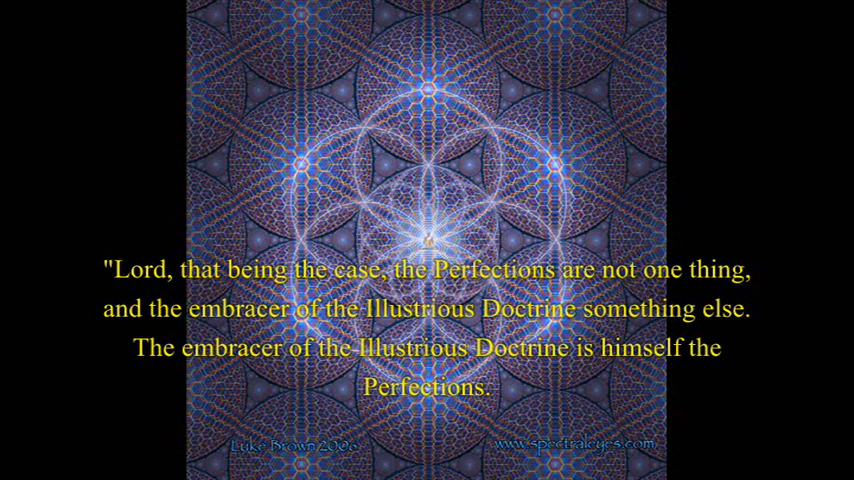 "Lord, that being the case, the Perfections are not one thing,
and the embracer of the Illustrious Doctrine something else.
The embracer of the Illustrious Doctrine is himself the
Perfections.
Luke Brown 2006
www.spectraleyes.com